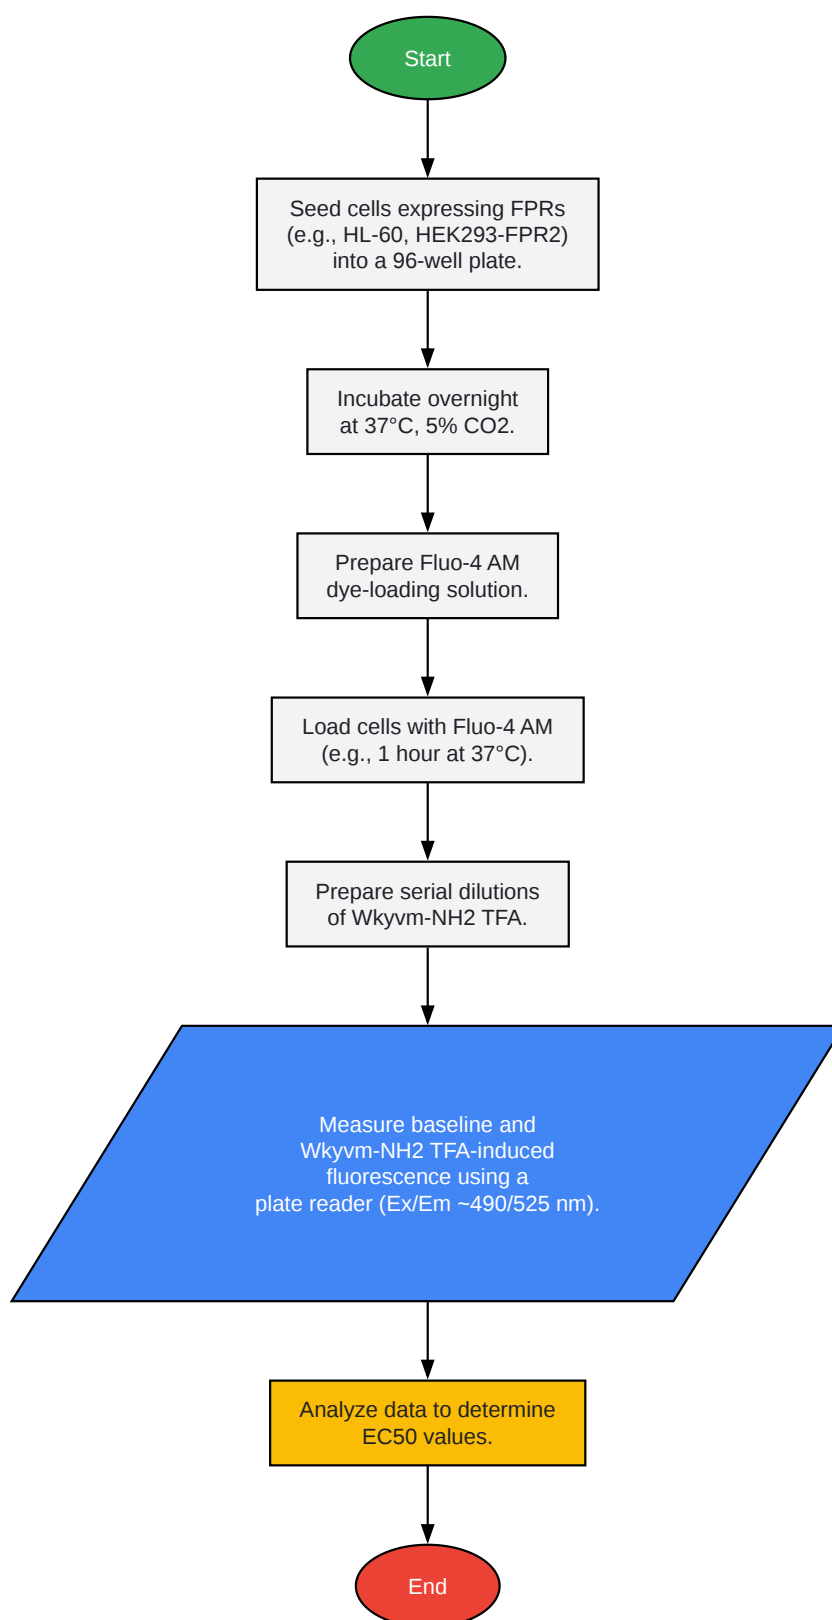 Start
Seed cells expressing FPRs
(e.g., HL-60, HEK293-FPR2)
into a 96-well plate.
Incubate overnight
at 37°C, 5% CO2.
Prepare Fluo-4 AM
dye-loading solution.
Load cells with Fluo-4 AM
(e.g., 1 hour at 37°C).
Prepare serial dilutions
of Wkyvm-NH2 TFA.
Measure baseline and
Wkyvm-NH2 TFA-induced
fluorescence using a
plate reader (Ex/Em ~490/525 nm).
Analyze data to determine
EC50 values.
End